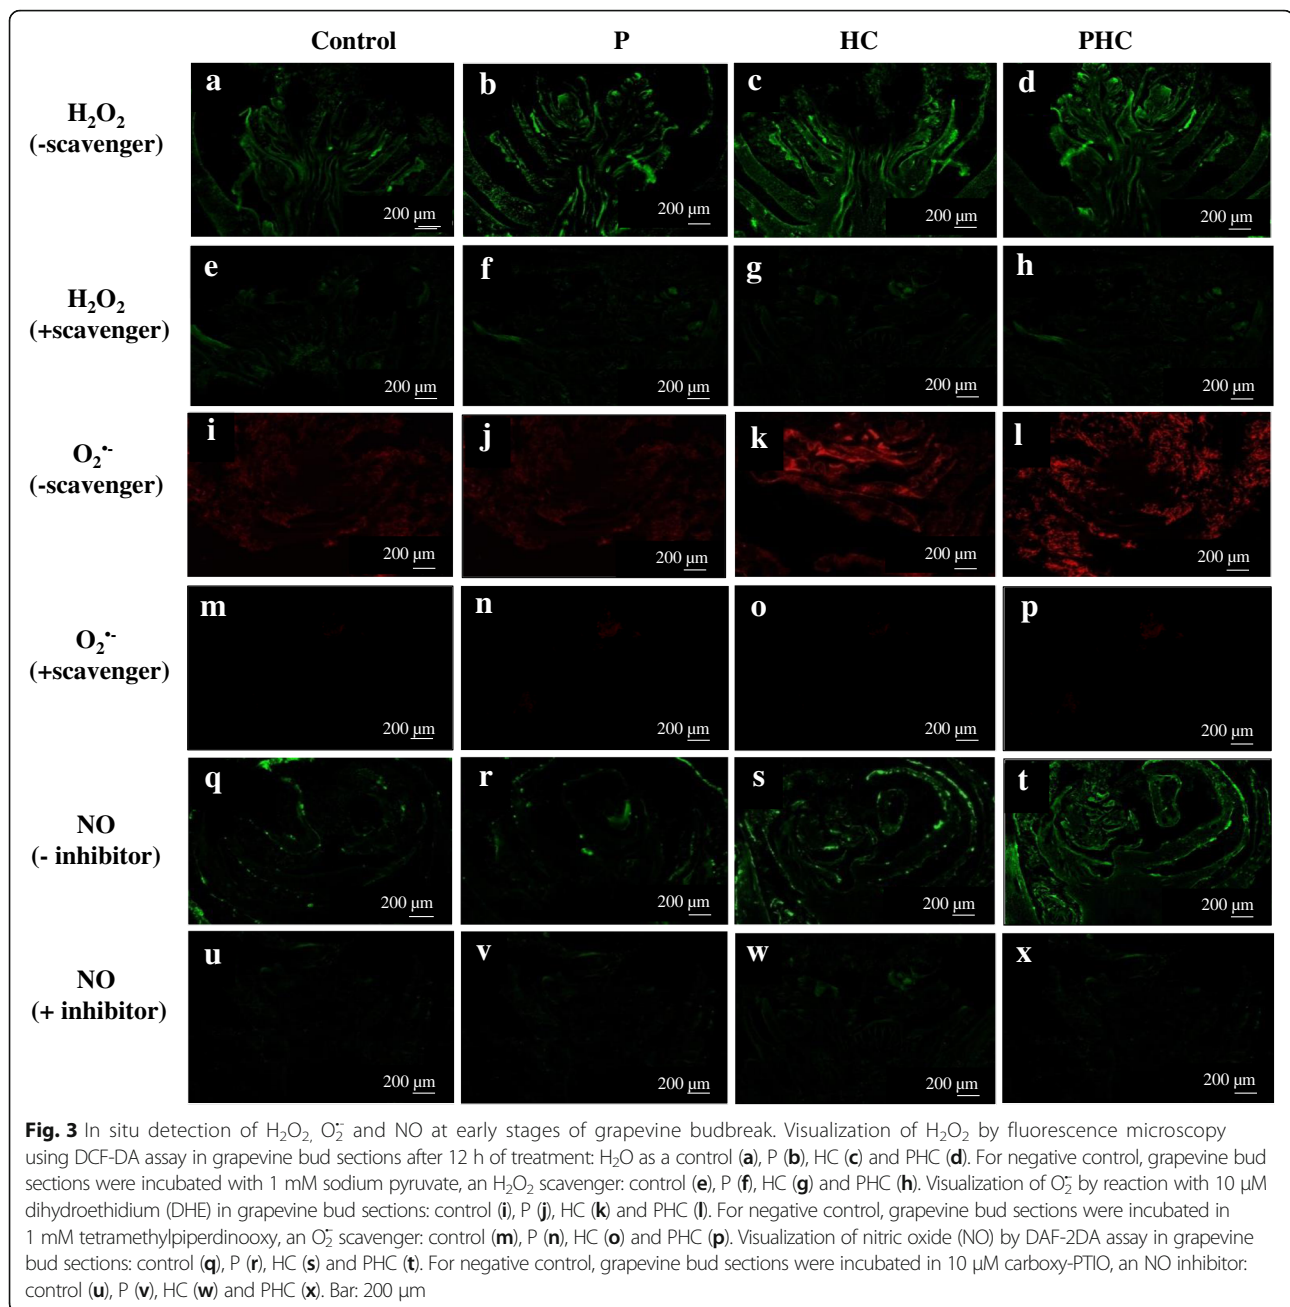 Control P HC PHC
H₂O₂
(-scavenger)
a b c d
200 µm 200 µm 200 µm 200 µm
H₂O₂
(+scavenger)
e f g h
200 µm 200 µm 200 µm 200 µm
O₂•-
(-scavenger)
i j k l
200 µm 200 µm 200 µm 200 µm
O₂•-
(+scavenger)
m n o p
200 µm 200 µm 200 µm 200 µm
NO
(- inhibitor)
q r s t
200 µm 200 µm 200 µm 200 µm
NO
(+ inhibitor)
u v w x
200 µm 200 µm 200 µm 200 µm
Fig. 3 In situ detection of H₂O₂, O₂•- and NO at early stages of grapevine budbreak. Visualization of H₂O₂ by fluorescence microscopy
using DCF-DA assay in grapevine bud sections after 12 h of treatment: H₂O as a control (a), P (b), HC (c) and PHC (d). For negative control, grapevine bud
sections were incubated with 1 mM sodium pyruvate, an H₂O₂ scavenger: control (e), P (f), HC (g) and PHC (h). Visualization of O₂•- by reaction with 10 µM
dihydroethidium (DHE) in grapevine bud sections: control (i), P (j), HC (k) and PHC (l). For negative control, grapevine bud sections were incubated in
1 mM tetramethylpiperdinooxy, an O₂•- scavenger: control (m), P (n), HC (o) and PHC (p). Visualization of nitric oxide (NO) by DAF-2DA assay in grapevine
bud sections: control (q), P (r), HC (s) and PHC (t). For negative control, grapevine bud sections were incubated in 10 µM carboxy-PTIO, an NO inhibitor:
control (u), P (v), HC (w) and PHC (x). Bar: 200 µm